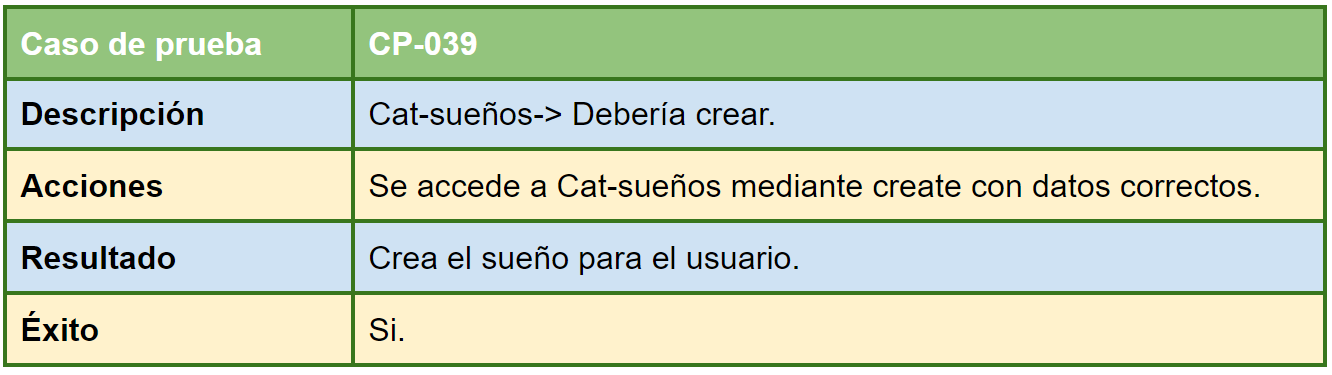 Caso de prueba CP-039
Descripción Cat-sueños-> Debería crear.
Acciones Se accede a Cat-sueños mediante create con datos correctos.
Resultado Crea el sueño para el usuario.
Éxito Si.